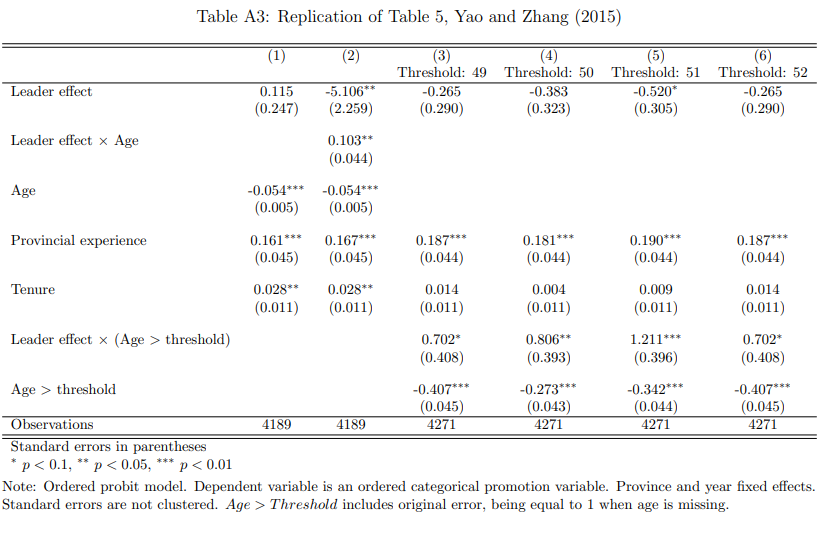 Table A3: Replication of Table 5, Yao and Zhang (2015)
(1) (2) (3) (4) (5) (6)
Threshold: 49 Threshold: 50 Threshold: 51 Threshold: 52
Leader effect 0.115 -5.106** -0.265 -0.383 -0.520* -0.265
(0.247) (2.259) (0.290) (0.323) (0.305) (0.290)
Leader effect × Age 0.103**
(0.044)
Age -0.054*** -0.054***
(0.005) (0.005)
Provincial experience 0.161*** 0.167*** 0.187*** 0.181*** 0.190*** 0.187***
(0.045) (0.045) (0.044) (0.044) (0.044) (0.044)
Tenure 0.028** 0.028** 0.014 0.004 0.009 0.014
(0.011) (0.011) (0.011) (0.011) (0.011) (0.011)
Leader effect × (Age > threshold) 0.702* 0.806** 1.211*** 0.702*
(0.408) (0.393) (0.396) (0.408)
Age > threshold -0.407*** -0.273*** -0.342*** -0.407***
(0.045) (0.043) (0.044) (0.045)
Observations 4189 4189 4271 4271 4271 4271
Standard errors in parentheses
* p < 0.1, ** p < 0.05, *** p < 0.01
Note: Ordered probit model. Dependent variable is an ordered categorical promotion variable. Province and year fixed effects.
Standard errors are not clustered. Age > Threshold includes original error, being equal to 1 when age is missing.